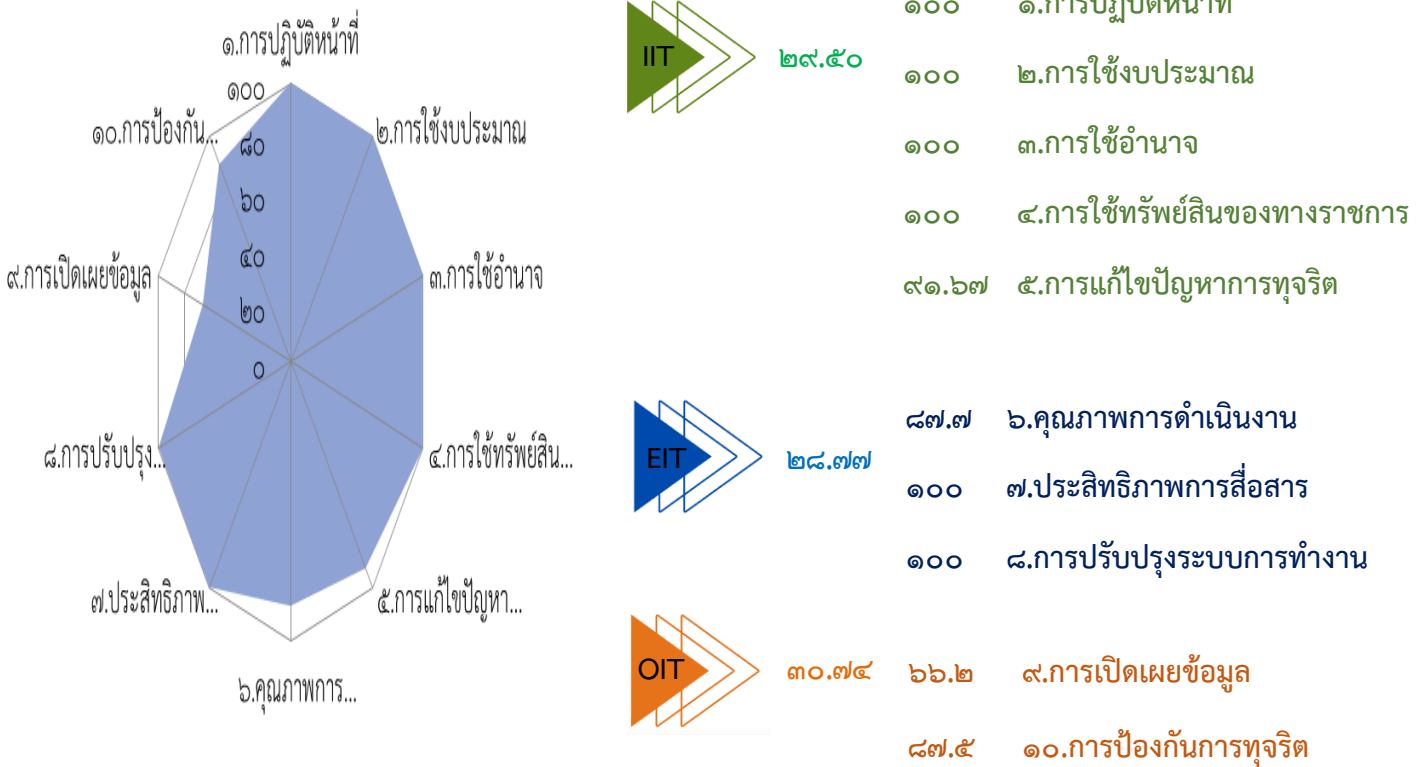 ๑.การปฏิบัติหน้าที่
๑๐๐
๘๐
๖๐
๔๐
๒๐
๐
๒.การใช้งบประมาณ
๓.การใช้อำนาจ
๔.การใช้ทรัพย์สิน...
๕.การแก้ไขปัญหา...
๖.คุณภาพการ...
๗.ประสิทธิภาพ...
๘.การปรับปรุง...
๙.การเปิดเผยข้อมูล
๑๐.การป้องกัน...
IIT ๒๙.๕๐
๑๐๐ ๑.การปฏิบัติหน้าที่
๑๐๐ ๒.การใช้งบประมาณ
๑๐๐ ๓.การใช้อำนาจ
๑๐๐ ๔.การใช้ทรัพย์สินของทางราชการ
๙๑.๖๗ ๕.การแก้ไขปัญหาการทุจริต
EIT ๒๘.๗๗
๘๗.๗ ๖.คุณภาพการดำเนินงาน
๑๐๐ ๗.ประสิทธิภาพการสื่อสาร
๑๐๐ ๘.การปรับปรุงระบบการทำงาน
OIT ๓๐.๗๔
๖๖.๒ ๙.การเปิดเผยข้อมูล
๘๗.๕ ๑๐.การป้องกันการทุจริต